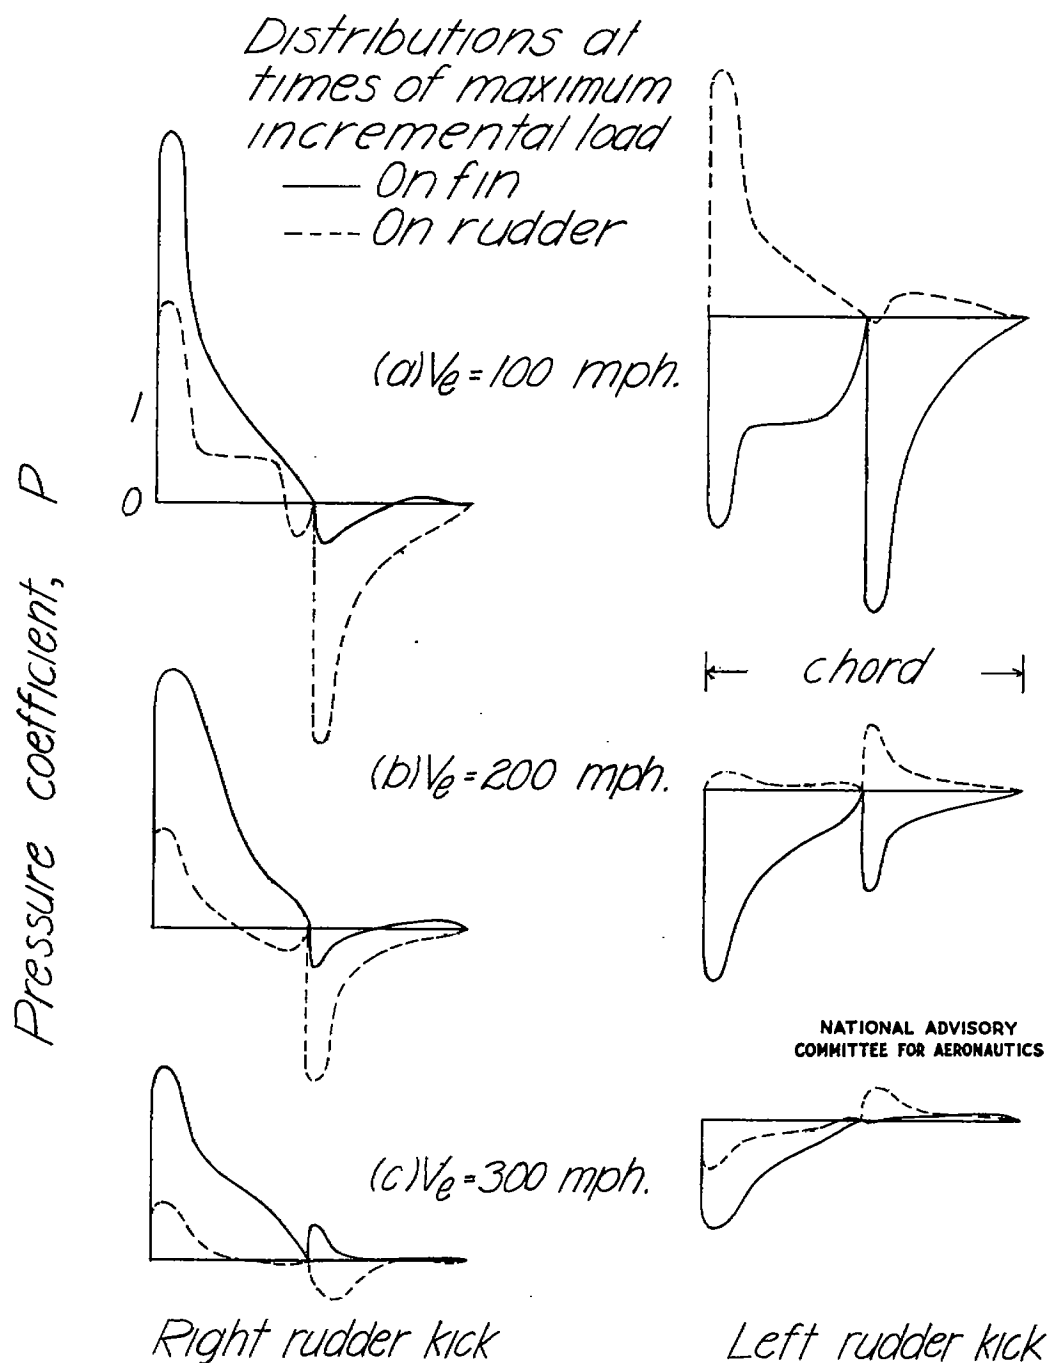 Distributions at
times of maximum
incremental load
On fin
On rudder
(a) Ve = 100 mph.
1
0
Pressure coefficient, P
chord
(b) Ve = 200 mph.
NATIONAL ADVISORY
COMMITTEE FOR AERONAUTICS
(c) Ve = 300 mph.
Right rudder kick
Left rudder kick